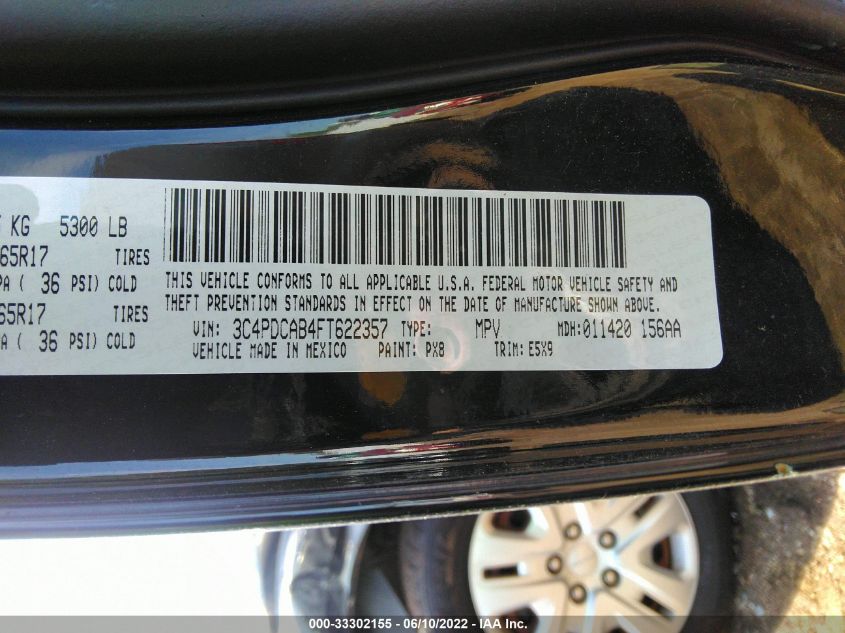 KG 5300 LB
65R17 TIRES
PA ( 36 PSI) COLD
65R17 TIRES
A ( 36 PSI) COLD
THIS VEHICLE CONFORMS TO ALL APPLICABLE U.S.A. FEDERAL MOTOR VEHICLE SAFETY AND
THEFT PREVENTION STANDARDS IN EFFECT ON THE DATE OF MANUFACTURE SHOWN ABOVE.
VIN: 3C4PDCAB4FT622357 TYPE: MPV MDH:011420 156AA
VEHICLE MADE IN MEXICO PAINT: PX8 TRIM: E5X9
000-33302155 - 06/10/2022 - IAA Inc.